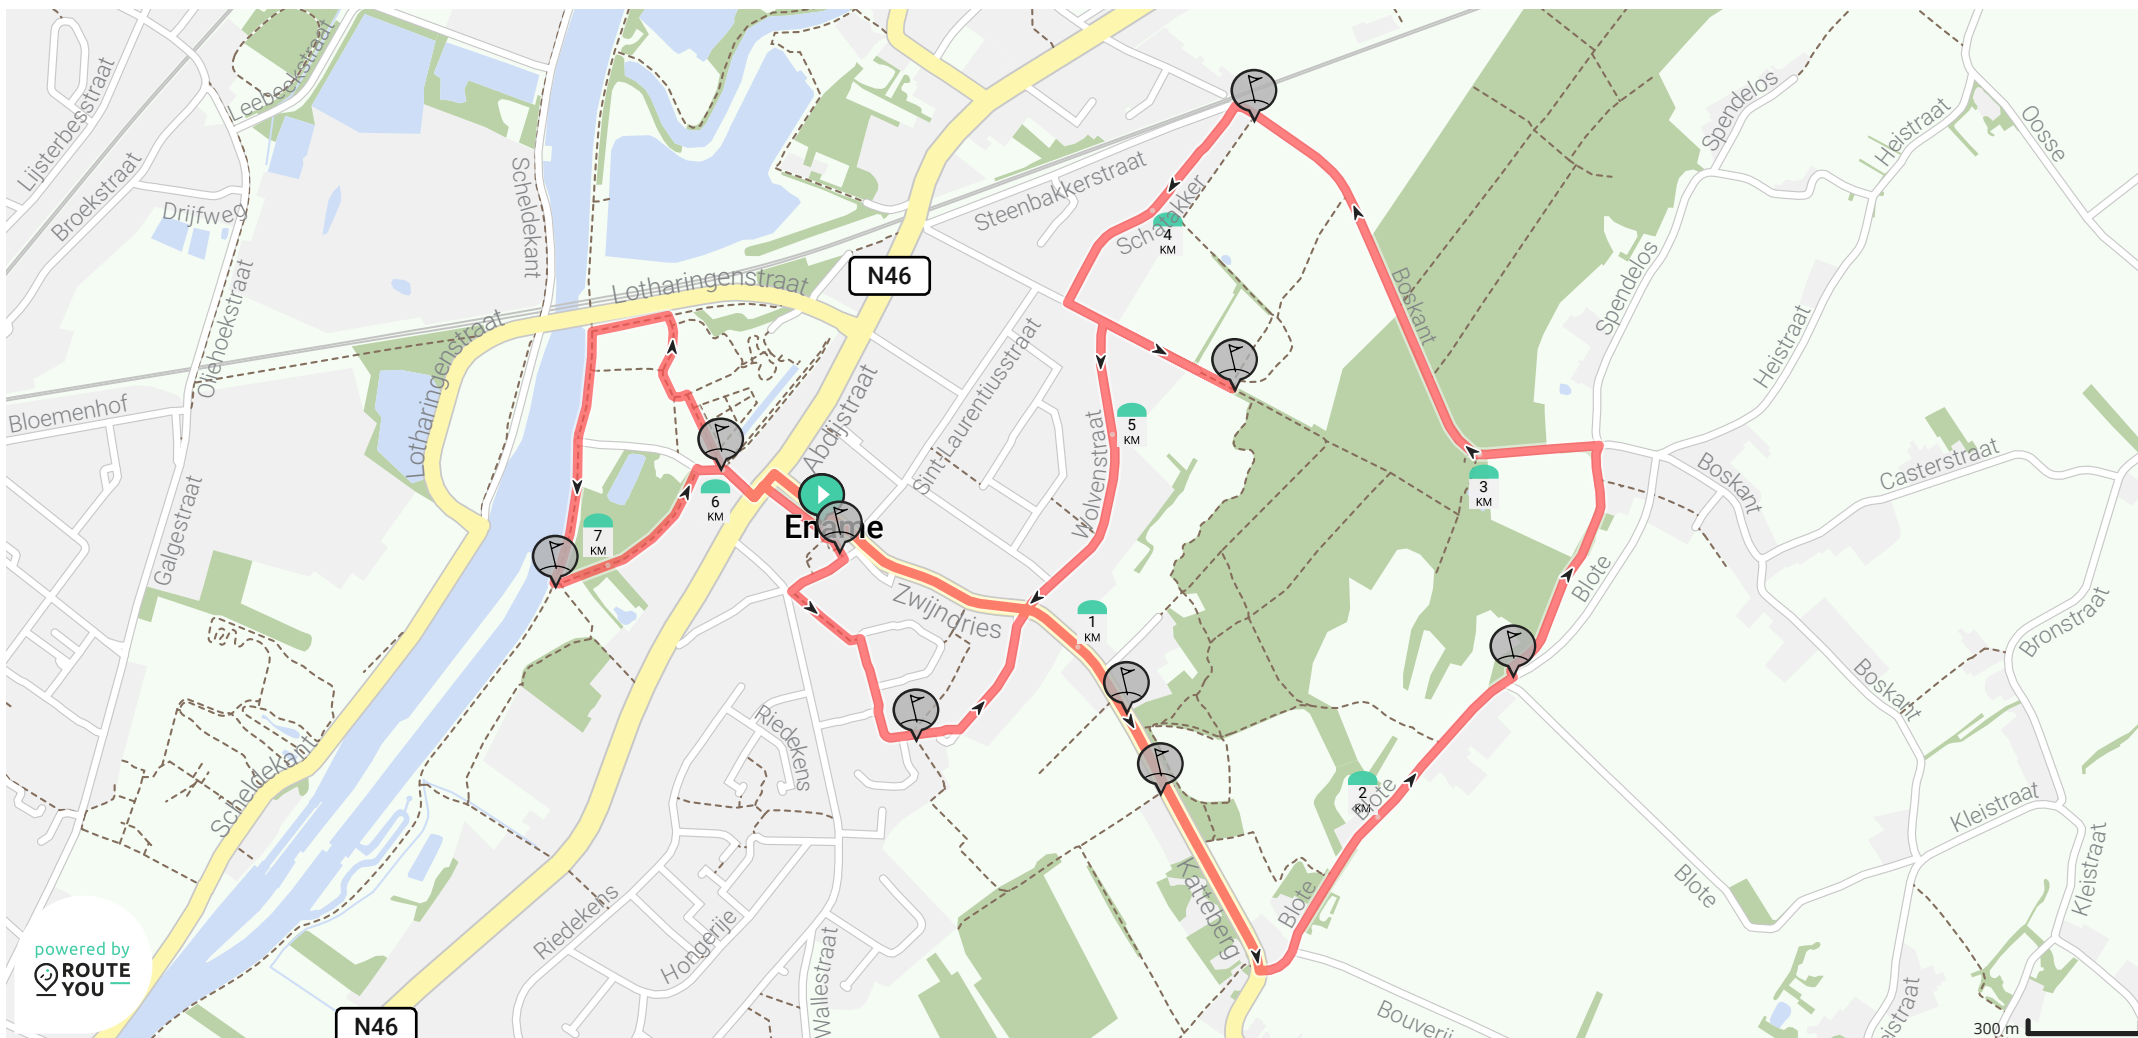 Leebeekstraat
Lijsterbesstraat
Broekstraat
Drijfweg
Scheldekant
Oliehoekstraat
Lotharingenstraat
N46
Steenbakkerstraat
Schapakker
4
KM
Spendelos
Heistraat
Oosse
Lotharingenstraat
Bloemenhof
Abdijstraat
Sint-Laurentiusstraat
Wolvenstraat
5
KM
Boskant
Spendelos
Heistraat
Galgestraat
6
KM
7
KM
Ename
3
KM
Boskant
Casterstraat
Zwijndries
1
KM
Blote
Bronstraat
Boskant
Riedekens
Scheldekant
2
KM
Blote
Kleistraat
Kleistraat
Katteberg
Blote
Blote
Riedekens
Hongerije
Wallestraat
Bouverij
eistraat
powered by
ROUTE
YOU
N46
300 m